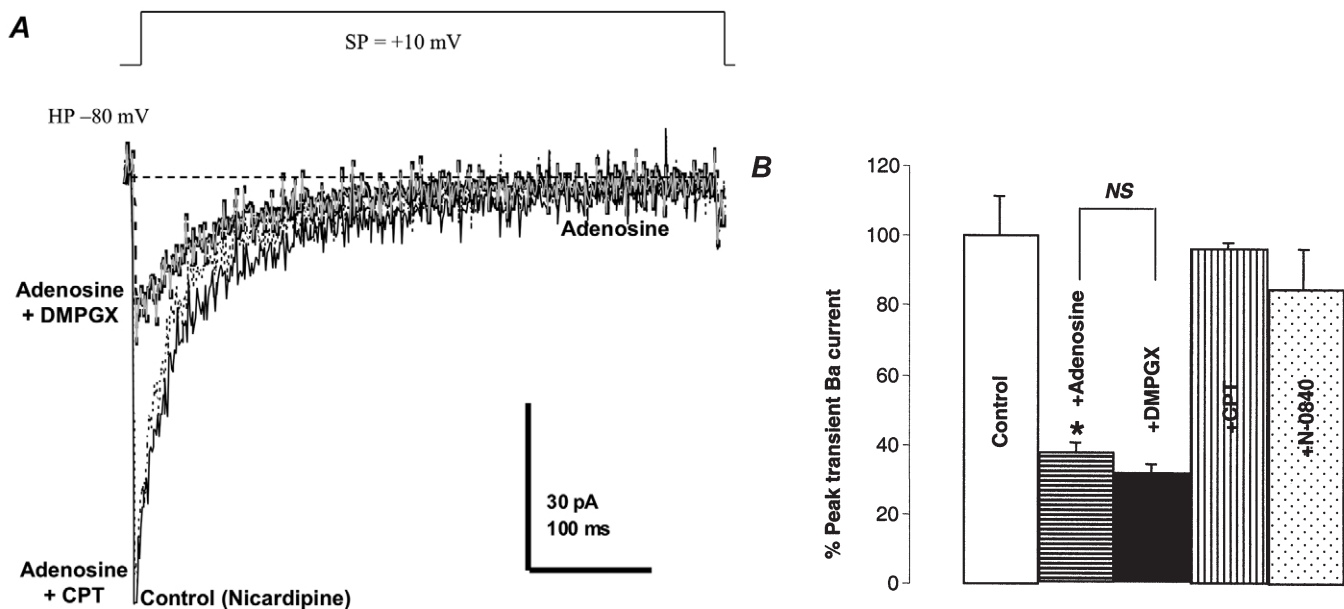 A
SP = +10 mV
HP –80 mV
Adenosine
Adenosine
+ DMPGX
30 pA
100 ms
Adenosine
+ CPT
Control (Nicardipine)
B
% Peak transient Ba current
120
100
80
60
40
20
0
NS
Control
* +Adenosine
+DMPGX
+CPT
+N-0840